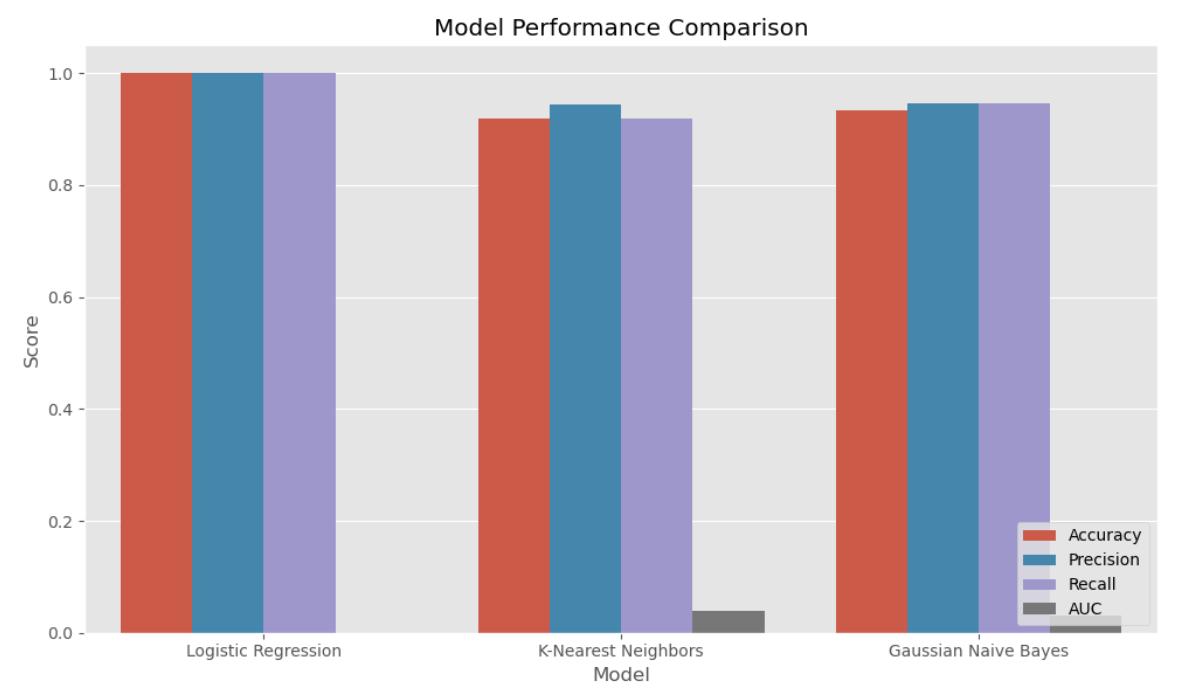 Model Performance Comparison
1.0
0.8
0.6
0.4
0.2
0.0
Score
Accuracy
Precision
Recall
AUC
Logistic Regression
K-Nearest Neighbors
Gaussian Naive Bayes
Model